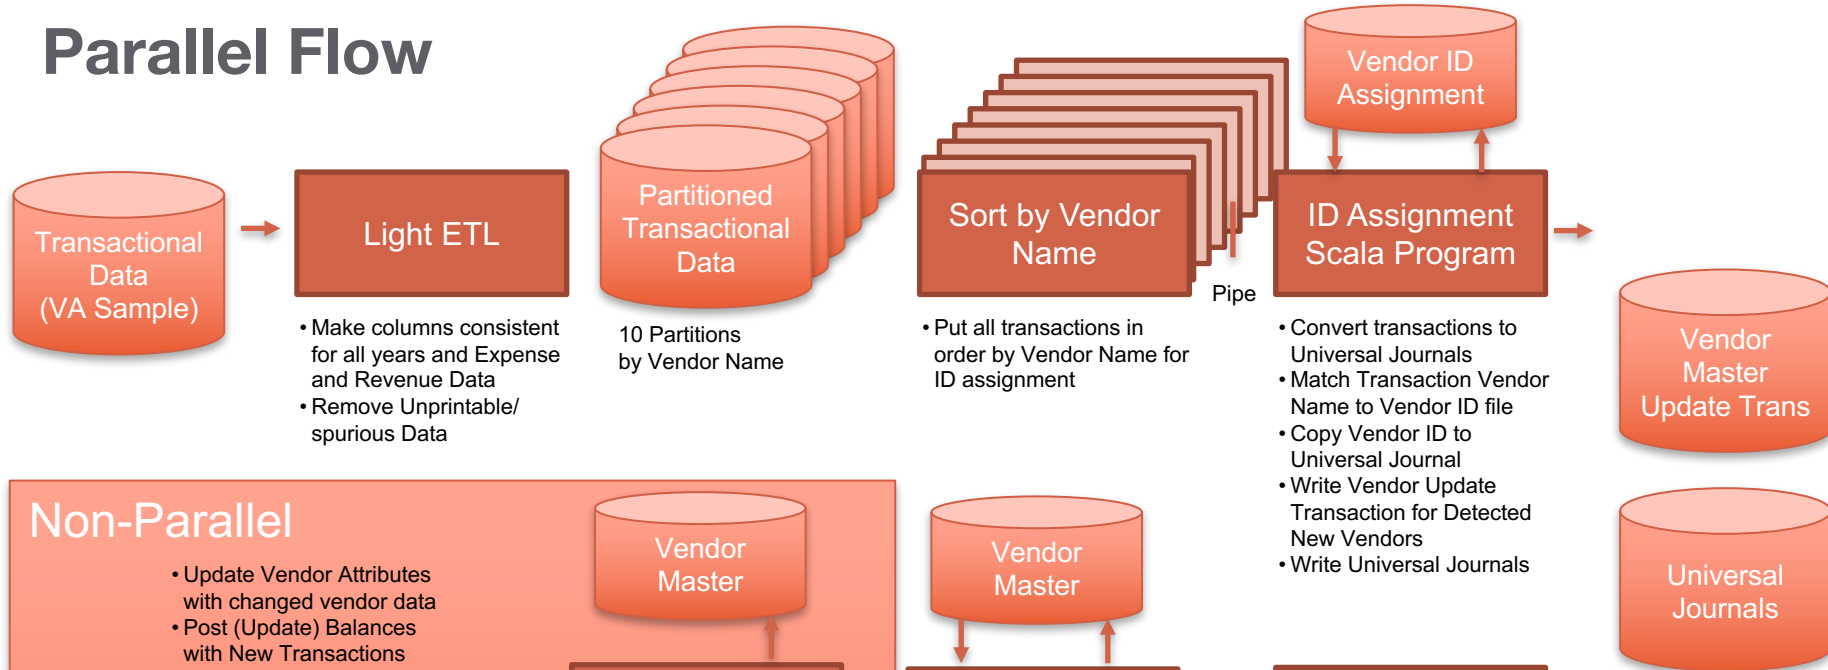 Parallel Flow
Transactional
Data
(VA Sample)
Light ETL
• Make columns consistent
for all years and Expense
and Revenue Data
• Remove Unprintable/
spurious Data
Partitioned
Transactional
Data
10 Partitions
by Vendor Name
Sort by Vendor
Name
• Put all transactions in
order by Vendor Name for
ID assignment
Pipe
Vendor ID
Assignment
ID Assignment
Scala Program
• Convert transactions to
Universal Journals
• Match Transaction Vendor
Name to Vendor ID file
• Copy Vendor ID to
Universal Journal
• Write Vendor Update
Transaction for Detected
New Vendors
• Write Universal Journals
Vendor
Master
Update Trans
Universal
Journals
Non-Parallel
• Update Vendor Attributes
with changed vendor data
• Post (Update) Balances
with New Transactions
Vendor
Master
Vendor
Master